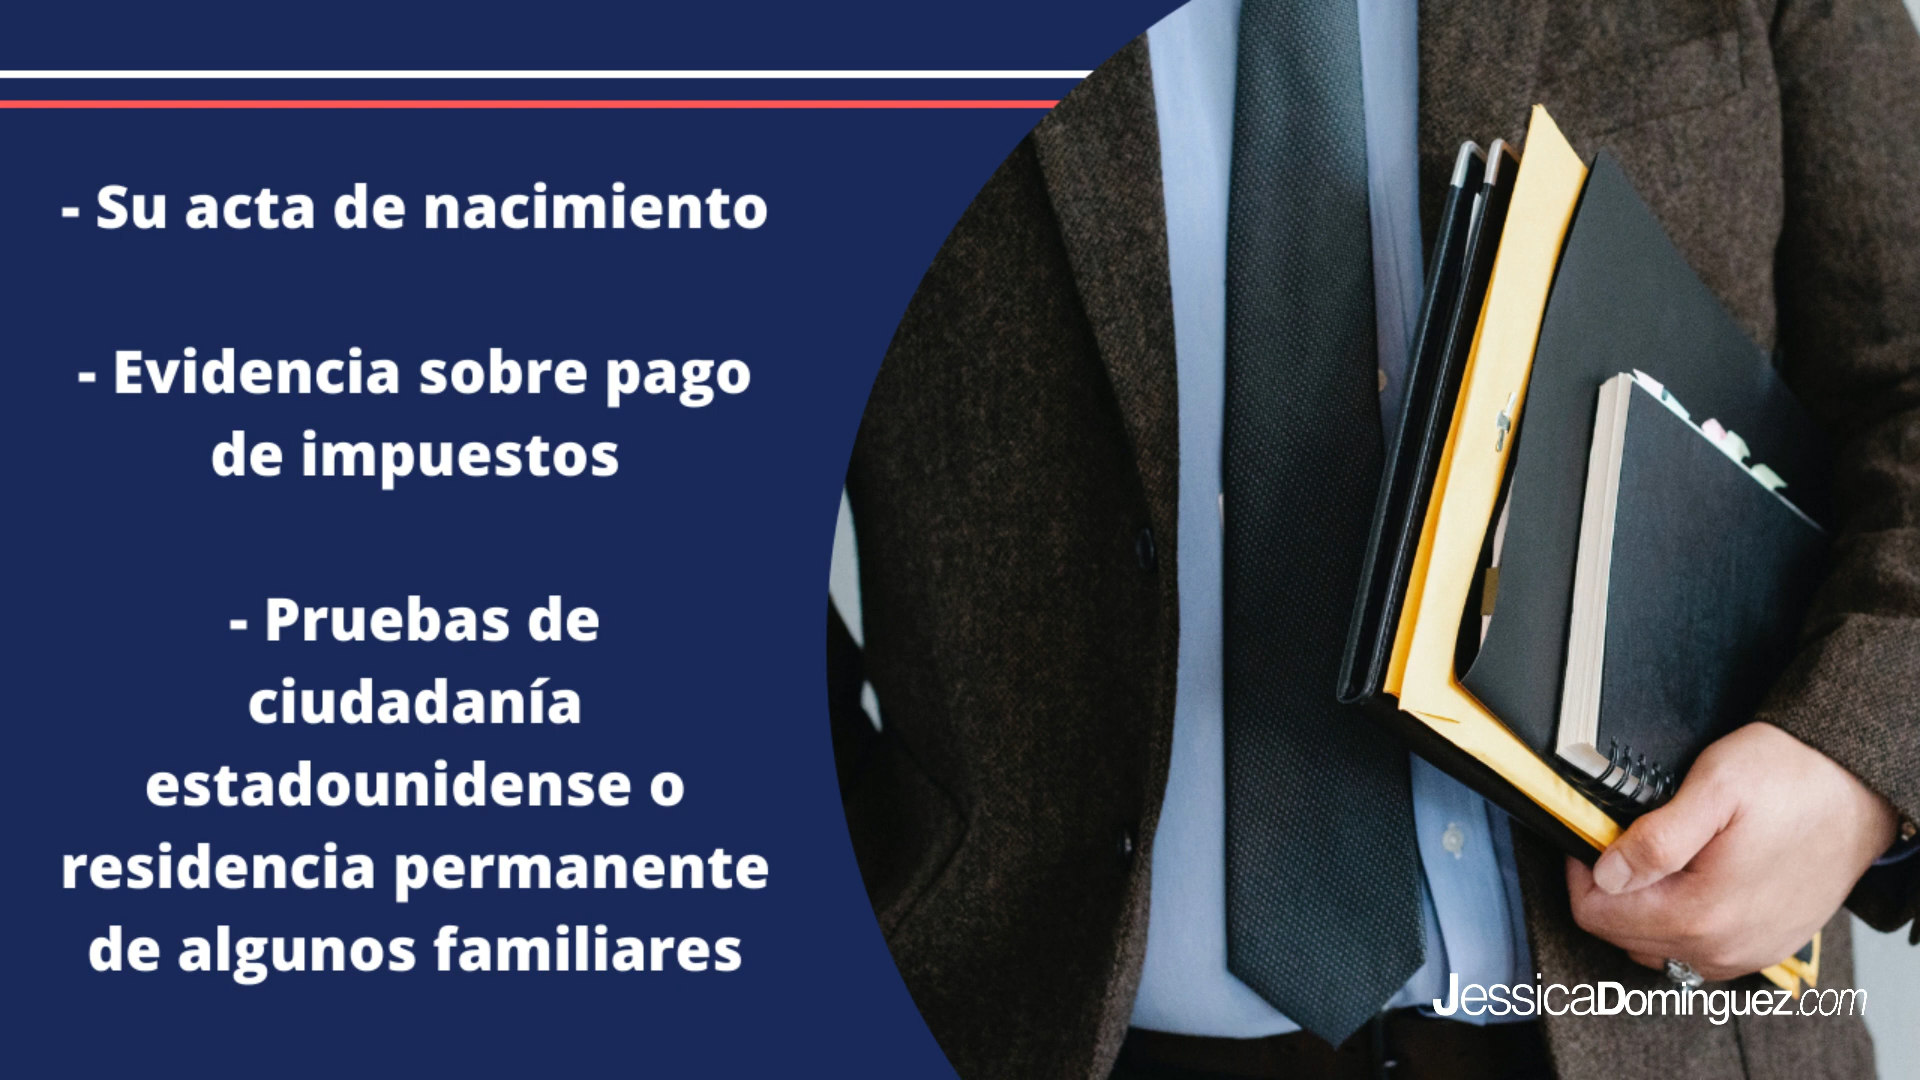 - Su acta de nacimiento
- Evidencia sobre pago
de impuestos
- Pruebas de
ciudadanía
estadounidense o
residencia permanente
de algunos familiares
JessicaDominguez.com